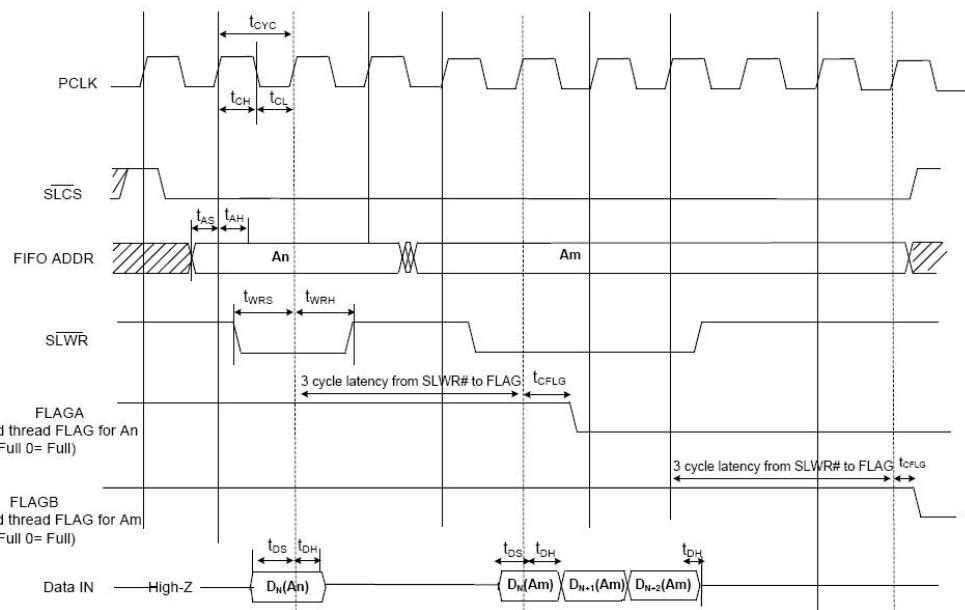 tCYC
PCLK
tCH tCL
SLCS
tAS tAH
FIFO ADDR An Am
tWRS tWRH
SLWR
3 cycle latency from SLWR# to FLAG tCFLG
FLAGA
d thread FLAG for An
Full 0= Full)
3 cycle latency from SLWR# to FLAG tCFLG
FLAGB
d thread FLAG for Am
Full 0= Full)
tDS tDH tDS tDH tDH
Data IN High-Z DN(An) DN(Am) DN+1(Am) DN+2(Am)